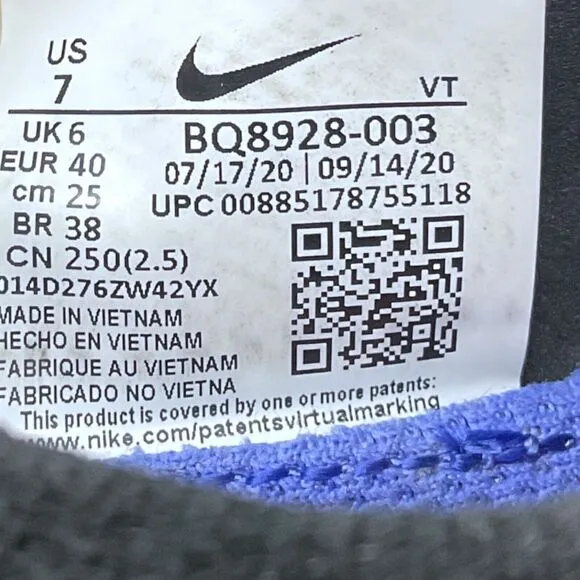 US
7
VT
UK 6
BQ8928-003
EUR 40
07/17/20 | 09/14/20
cm 25
UPC 00885178755118
BR 38
CN 250(2.5)
014D276ZW42YX
MADE IN VIETNAM
HECHO EN VIETNAM
FABRIQUE AU VIETNAM
FABRICADO NO VIETNA
This product is covered by one or more patents:
www.nike.com/patentsvirtualmarking